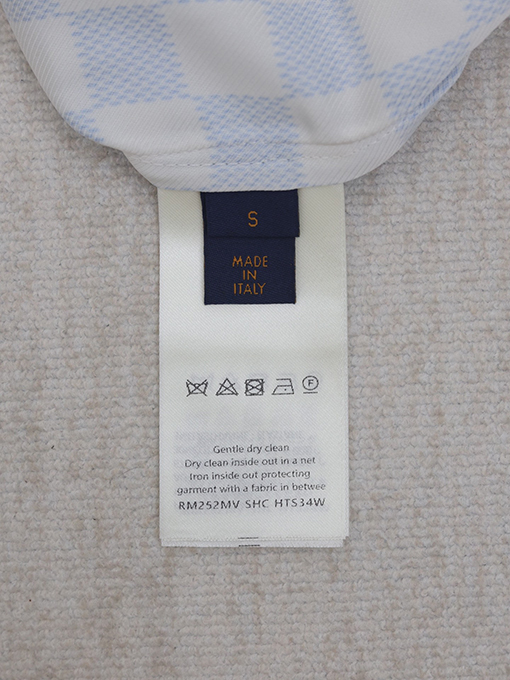 S
MADE
IN
ITALY
F
Gentle dry clean
Dry clean inside out in a net
Iron inside out protecting
garment with a fabric in betwee
RM252MV SHC HTS34W